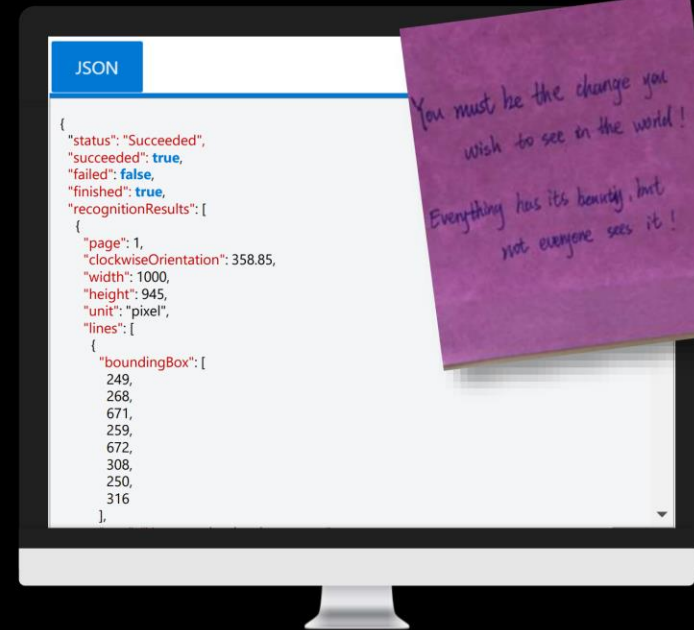 JSON
{
"status": "Succeeded",
"succeeded": true,
"failed": false,
"finished": true,
"recognitionResults": [
{
"page": 1,
"clockwiseOrientation": 358.85,
"width": 1000,
"height": 945,
"unit": "pixel",
"lines": [
{
"boundingBox": [
249,
268,
671,
259,
672,
308,
250,
316
],
You must be the change you
wish to see in the world !
Everything has its beauty, but
not everyone sees it !